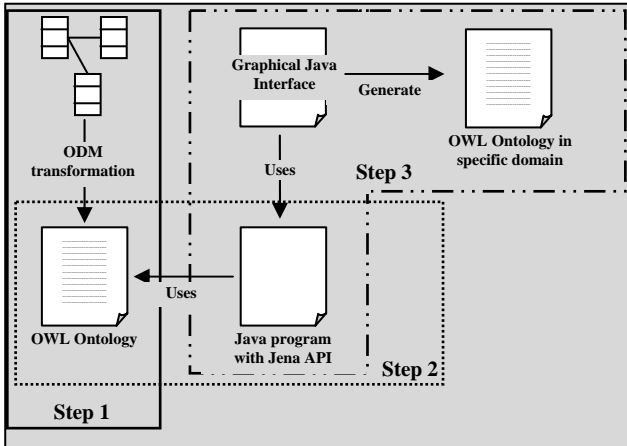 Graphical Java
Interface
Generate
OWL Ontology in
specific domain
ODM
transformation
Uses
Step 3
Uses
OWL Ontology
Java program
with Jena API
Step 2
Step 1